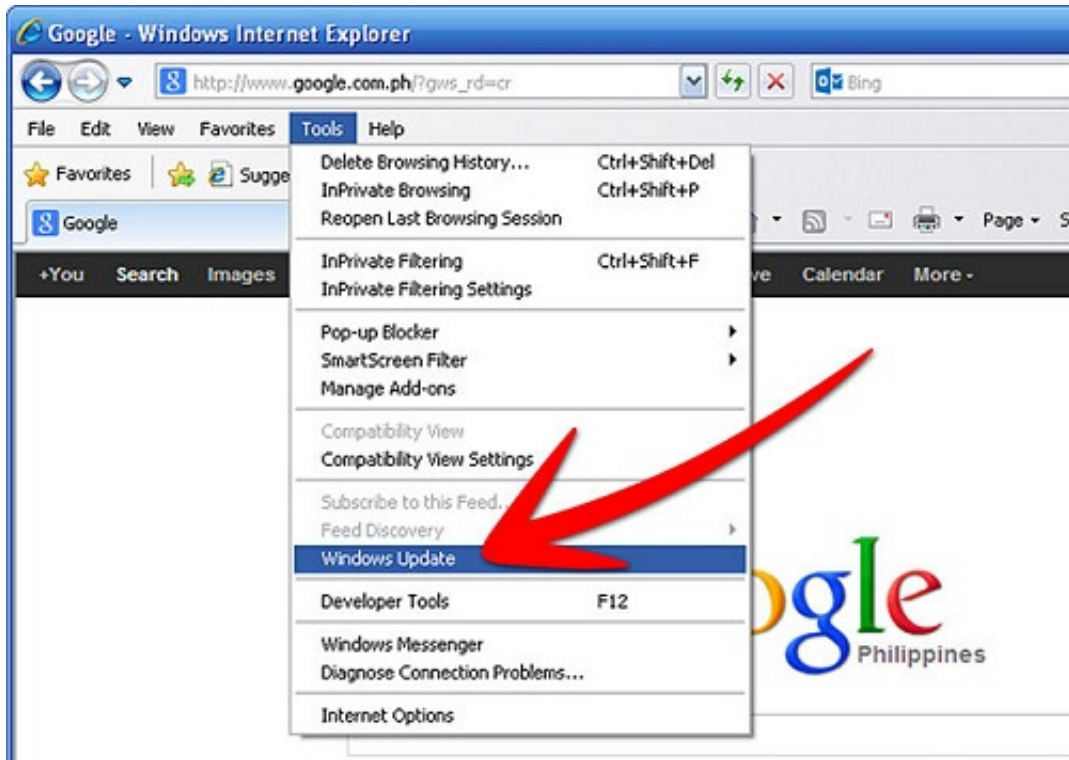 Google - Windows Internet Explorer
http://www.google.com.ph/?gws_rd=cr
Bing
File Edit View Favorites Tools Help
Favorites Sugge
Google
Page
+You Search Images
ve Calendar More
Delete Browsing History... Ctrl+Shift+Del
InPrivate Browsing Ctrl+Shift+P
Reopen Last Browsing Session
InPrivate Filtering Ctrl+Shift+F
InPrivate Filtering Settings
Pop-up Blocker
SmartScreen Filter
Manage Add-ons
Compatibility View
Compatibility View Settings
Subscribe to this Feed..
Feed Discovery
Windows Update
Developer Tools F12
Windows Messenger
Diagnose Connection Problems...
Internet Options
ogle
Philippines